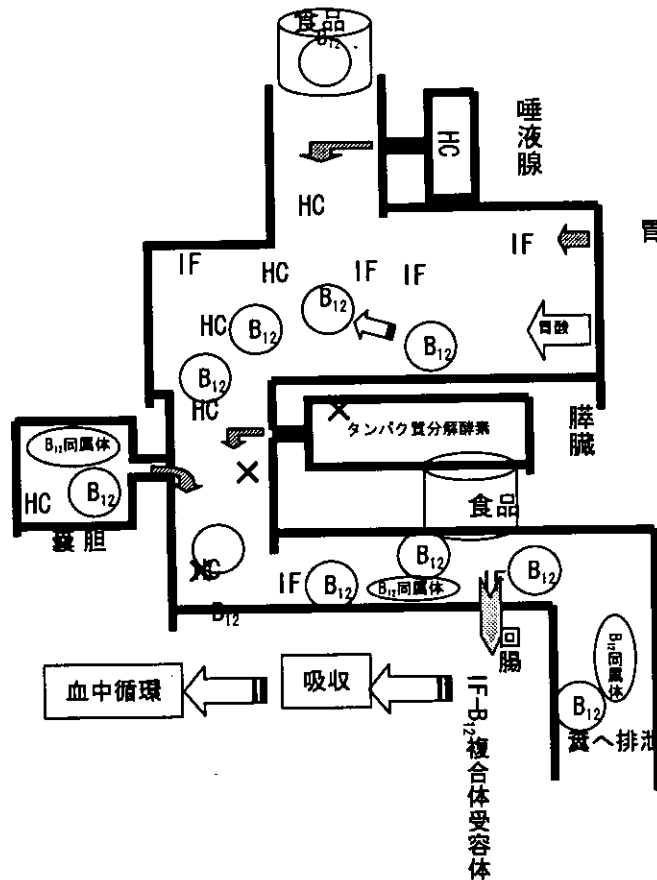 食品
B₁₂
HC
唾液腺
HC
胃
IF
HC
IF
IF
IF
B₁₂
HC
B₁₂
B₁₂
胃酸
B₁₂
HC
タンパク質分解酵素
膵臓
B₁₂同属体
HC
B₁₂
嚢胆
食品
HC
B₁₂
IF
B₁₂
B₁₂
B₁₂同属体
IF
B₁₂
回腸
B₁₂同属体
B₁₂
糞へ排泄
血中循環
吸収
IF-B₁₂複合体受容体